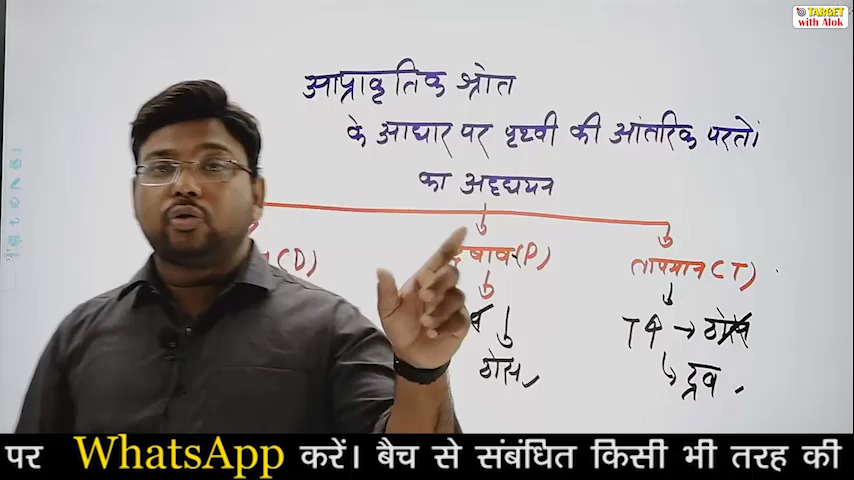 TARGET
with Alok
आप्राकृतिक श्रोत
के आधार पर पृथ्वी की आंतरिक परतों
का अध्ययन
(D)
दबाव(P)
तापमान(T)
T↑ → ठोस
ठोस
द्रव
पर WhatsApp करें। बैच से संबंधित किसी भी तरह की